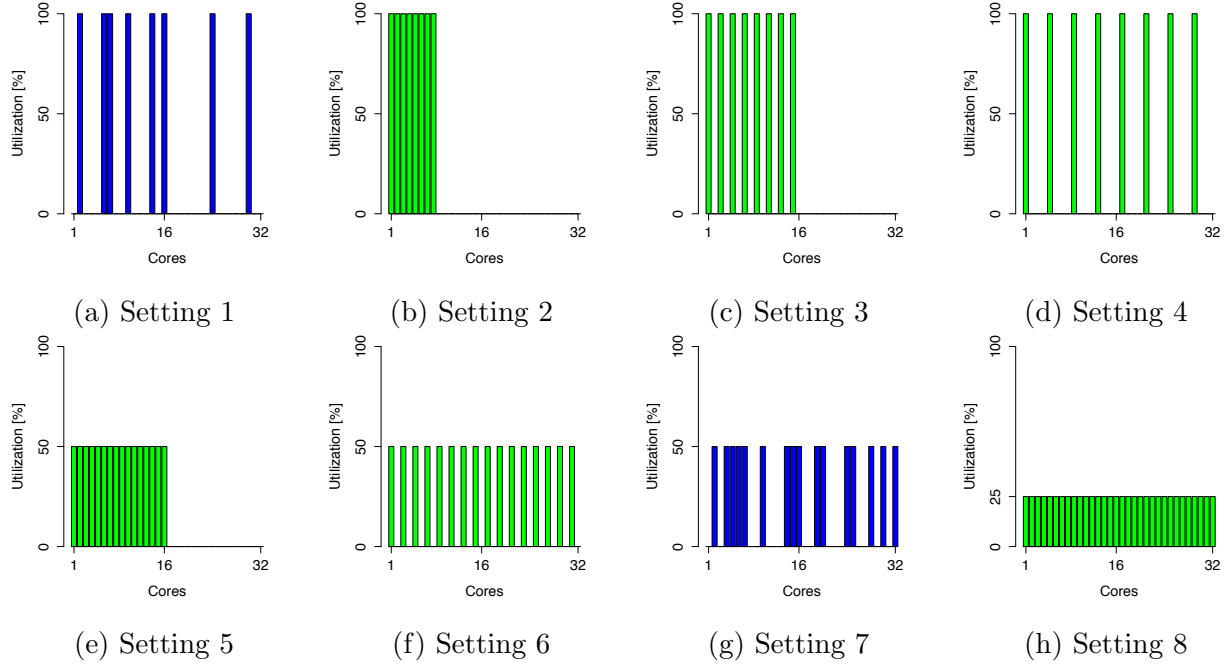 Utilization [%]
100
50
0
1 16 32
Cores
(a) Setting 1
Utilization [%]
100
50
0
1 16 32
Cores
(b) Setting 2
Utilization [%]
100
50
0
1 16 32
Cores
(c) Setting 3
Utilization [%]
100
50
0
1 16 32
Cores
(d) Setting 4
Utilization [%]
100
50
0
1 16 32
Cores
(e) Setting 5
Utilization [%]
100
50
0
1 16 32
Cores
(f) Setting 6
Utilization [%]
100
50
0
1 16 32
Cores
(g) Setting 7
Utilization [%]
100
25
0
1 16 32
Cores
(h) Setting 8